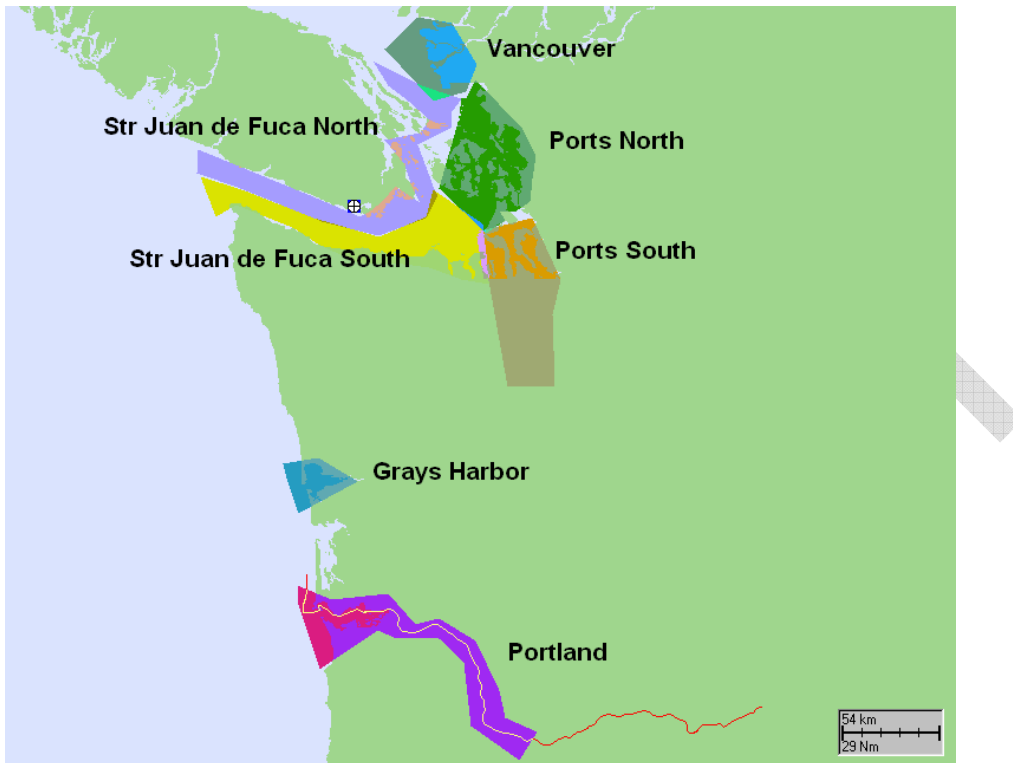 Vancouver
Str Juan de Fuca North
Ports North
Str Juan de Fuca South
Ports South
Grays Harbor
Portland
54 km
29 Nm